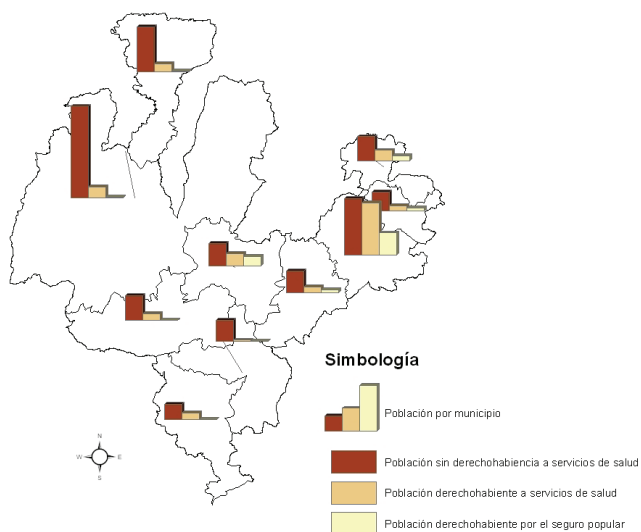 Simbología
Población por municipio
Población sin derechohabiencia a servicios de salud
Población derechohabiente a servicios de salud
Población derechohabiente por el seguro popular
N
W E
S